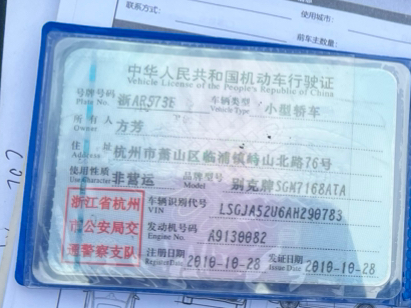 联系方式：
使用城市：
前车主数量：
中华人民共和国机动车行驶证
Vehicle License of the People's Republic of China
号牌号码 浙AR573E 车辆类型 小型轿车
Plate No. Vehicle Type
所有人 方芳
Owner
住址 杭州市萧山区临浦镇峙山北路76号
Address
使用性质 非营运 品牌型号 别克牌SGM7168ATA
Use Character Model
浙江省杭州
市公安局交
通警察支队
车辆识别代号 LSGJA52U6AH290783
VIN
发动机号码 A9130082
Engine No.
注册日期 2010-10-28 发证日期 2010-10-28
Register Date Issue Date